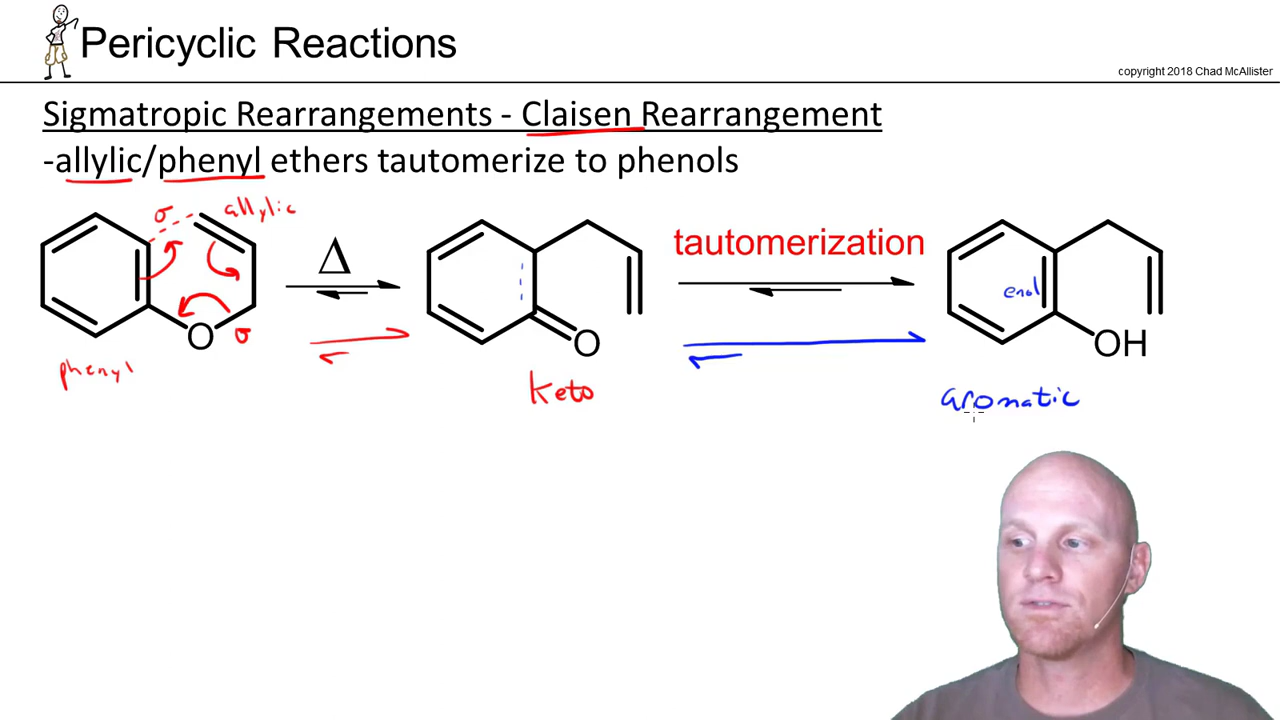 Pericyclic Reactions
copyright 2018 Chad McAllister
Sigmatropic Rearrangements - Claisen Rearrangement
-allylic/phenyl ethers tautomerize to phenols
σ allylic
Δ
tautomerization
enol
O σ
O
OH
phenyl
keto
aromatic